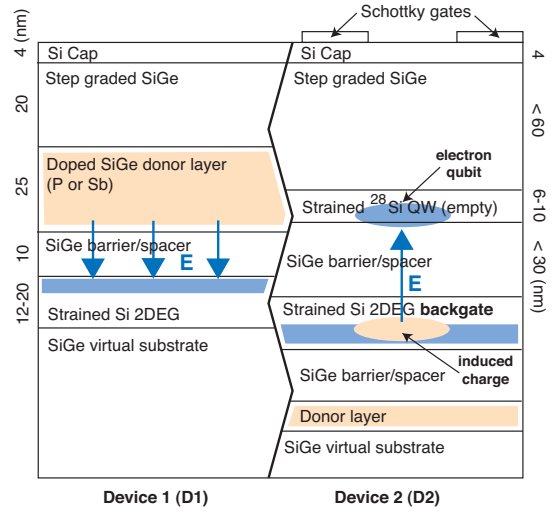 Schottky gates
4 (nm)
Si Cap
Si Cap
4
Step graded SiGe
Step graded SiGe
20
< 60
Doped SiGe donor layer
(P or Sb)
25
electron
qubit
Strained 28Si QW (empty)
6-10
SiGe barrier/spacer
E
10
SiGe barrier/spacer
E
< 30 (nm)
12-20
Strained Si 2DEG
Strained Si 2DEG backgate
SiGe virtual substrate
induced
charge
SiGe barrier/spacer
Donor layer
SiGe virtual substrate
Device 1 (D1)
Device 2 (D2)